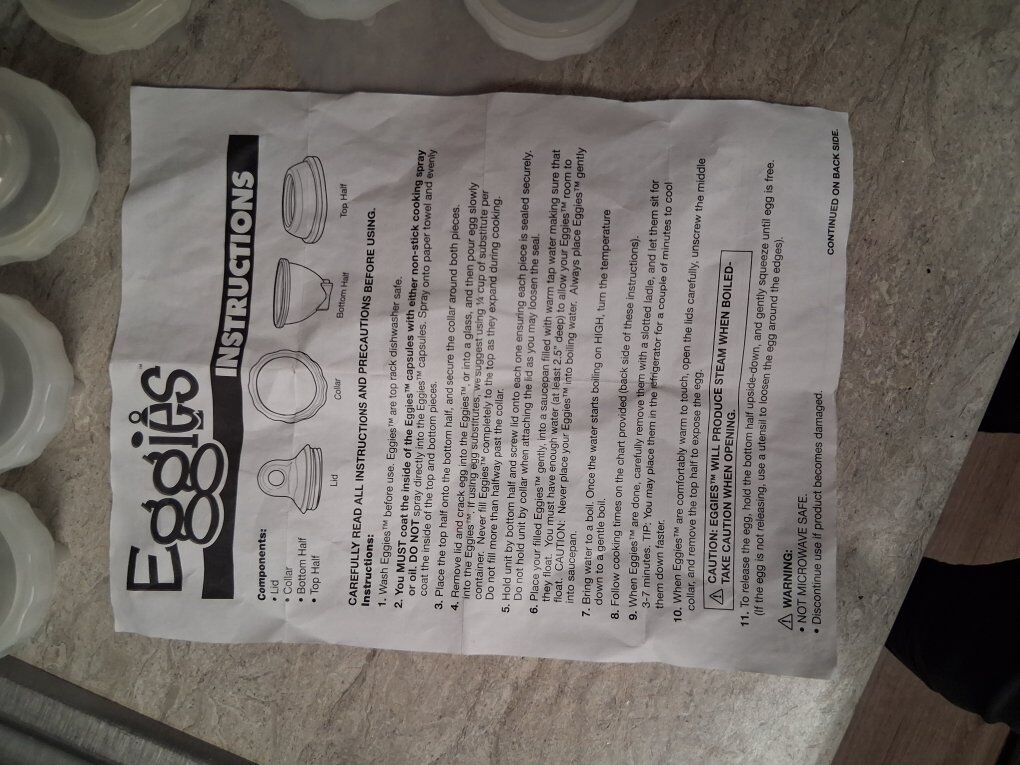 Eggies™
INSTRUCTIONS
Components:
• Lid
• Collar
• Bottom Half
• Top Half
Lid
Collar
Bottom Half
Top Half
CAREFULLY READ ALL INSTRUCTIONS AND PRECAUTIONS BEFORE USING.
Instructions:
1. Wash Eggies™ before use. Eggies™ are top rack dishwasher safe.
2. You MUST coat the inside of the Eggies™ capsules with either non-stick cooking spray
or oil. DO NOT spray directly into the Eggies™ capsules. Spray onto paper towel and evenly
coat the inside of the top and bottom pieces.
3. Place the top half onto the bottom half, and secure the collar around both pieces.
4. Remove lid and crack egg into the Eggies™, or into a glass, and then pour egg slowly
into the Eggies™. If using egg substitutes, we suggest using ¼ cup of substitute per
container. Never fill Eggies™ completely to the top as they expand during cooking.
Do not fill more than halfway past the collar.
5. Hold unit by bottom half and screw lid onto each one ensuring each piece is sealed securely.
Do not hold unit by collar when attaching the lid as you may loosen the seal.
6. Place your filled Eggies™ gently, into a saucepan filled with warm tap water making sure that
they float. You must have enough water (at least 2.5" deep) to allow your Eggies™ room to
float. CAUTION: Never place your Eggies™ into boiling water. Always place Eggies™ gently
into saucepan.
7. Bring water to a boil. Once the water starts boiling on HIGH, turn the temperature
down to a gentle boil.
8. Follow cooking times on the chart provided (back side of these instructions).
9. When Eggies™ are done, carefully remove them with a slotted ladle, and let them sit for
3-7 minutes. TIP: You may place them in the refrigerator for a couple of minutes to cool
them down faster.
10. When Eggies™ are comfortably warm to touch, open the lids carefully, unscrew the middle
collar, and remove the top half to expose the egg.
⚠ CAUTION: EGGIES™ WILL PRODUCE STEAM WHEN BOILED-
TAKE CAUTION WHEN OPENING.
11. To release the egg, hold the bottom half upside-down, and gently squeeze until egg is free.
(If the egg is not releasing, use a utensil to loosen the egg around the edges).
⚠ WARNING:
• NOT MICROWAVE SAFE.
• Discontinue use if product becomes damaged.
CONTINUED ON BACK SIDE.